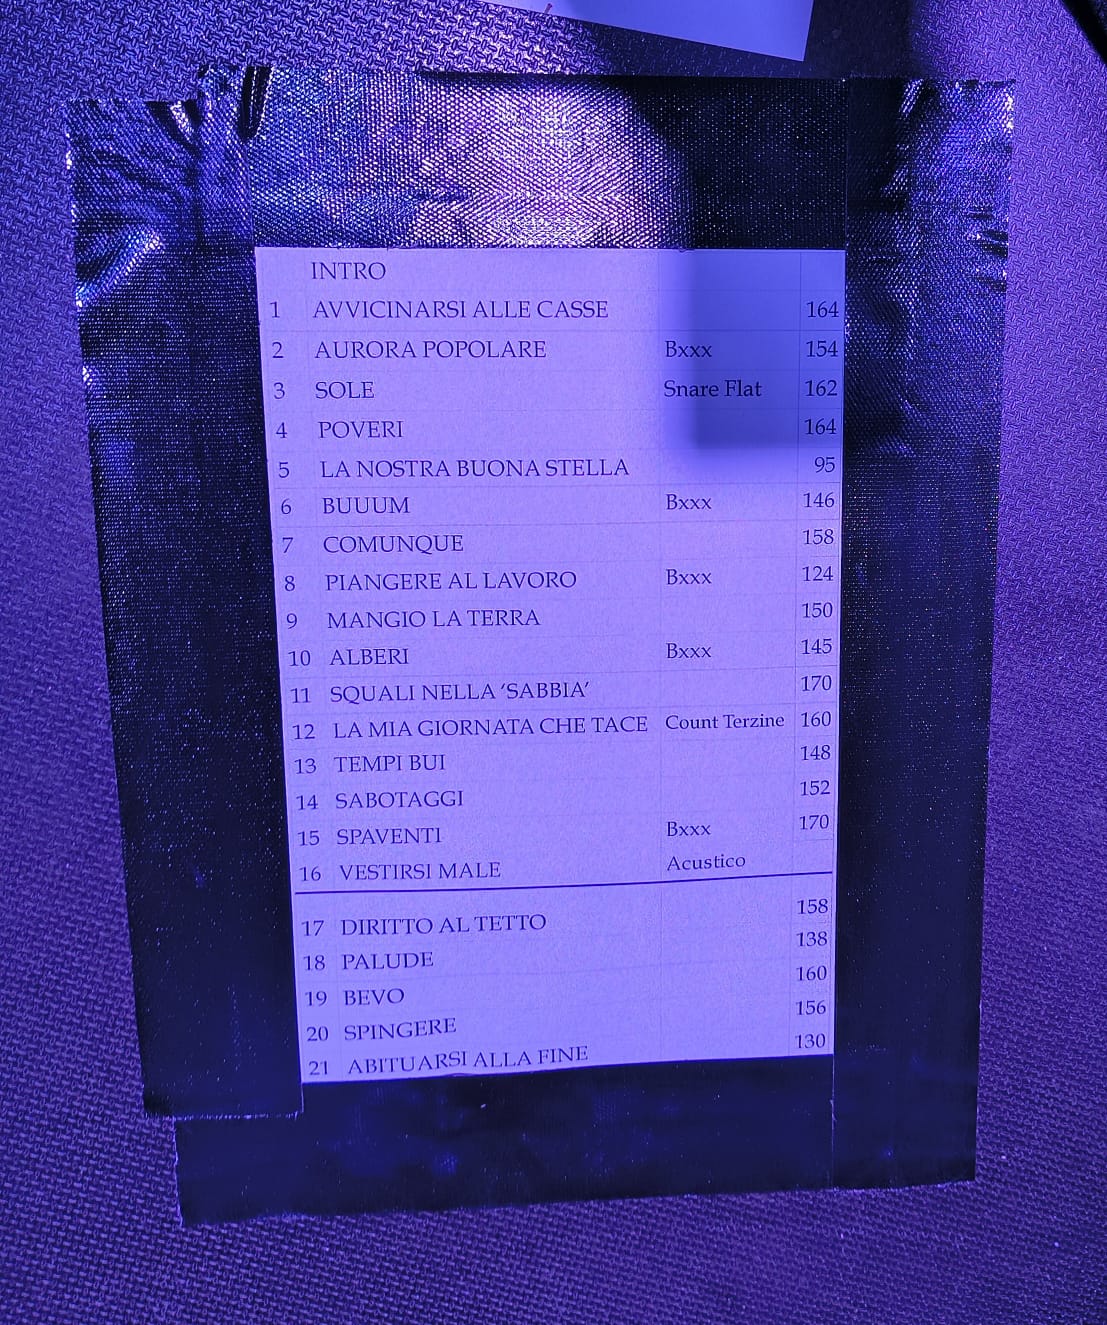 INTRO
1 AVVICINARSI ALLE CASSE 164
2 AURORA POPOLARE Bxxx 154
3 SOLE Snare Flat 162
4 POVERI 164
5 LA NOSTRA BUONA STELLA 95
6 BUUUM Bxxx 146
7 COMUNQUE 158
8 PIANGERE AL LAVORO Bxxx 124
9 MANGIO LA TERRA 150
10 ALBERI Bxxx 145
11 SQUALI NELLA ‘SABBIA’ 170
12 LA MIA GIORNATA CHE TACE Count Terzine 160
13 TEMPI BUI 148
14 SABOTAGGI 152
15 SPAVENTI Bxxx 170
16 VESTIRSI MALE Acustico
17 DIRITTO AL TETTO 158
18 PALUDE 138
19 BEVO 160
20 SPINGERE 156
21 ABITUARSI ALLA FINE 130